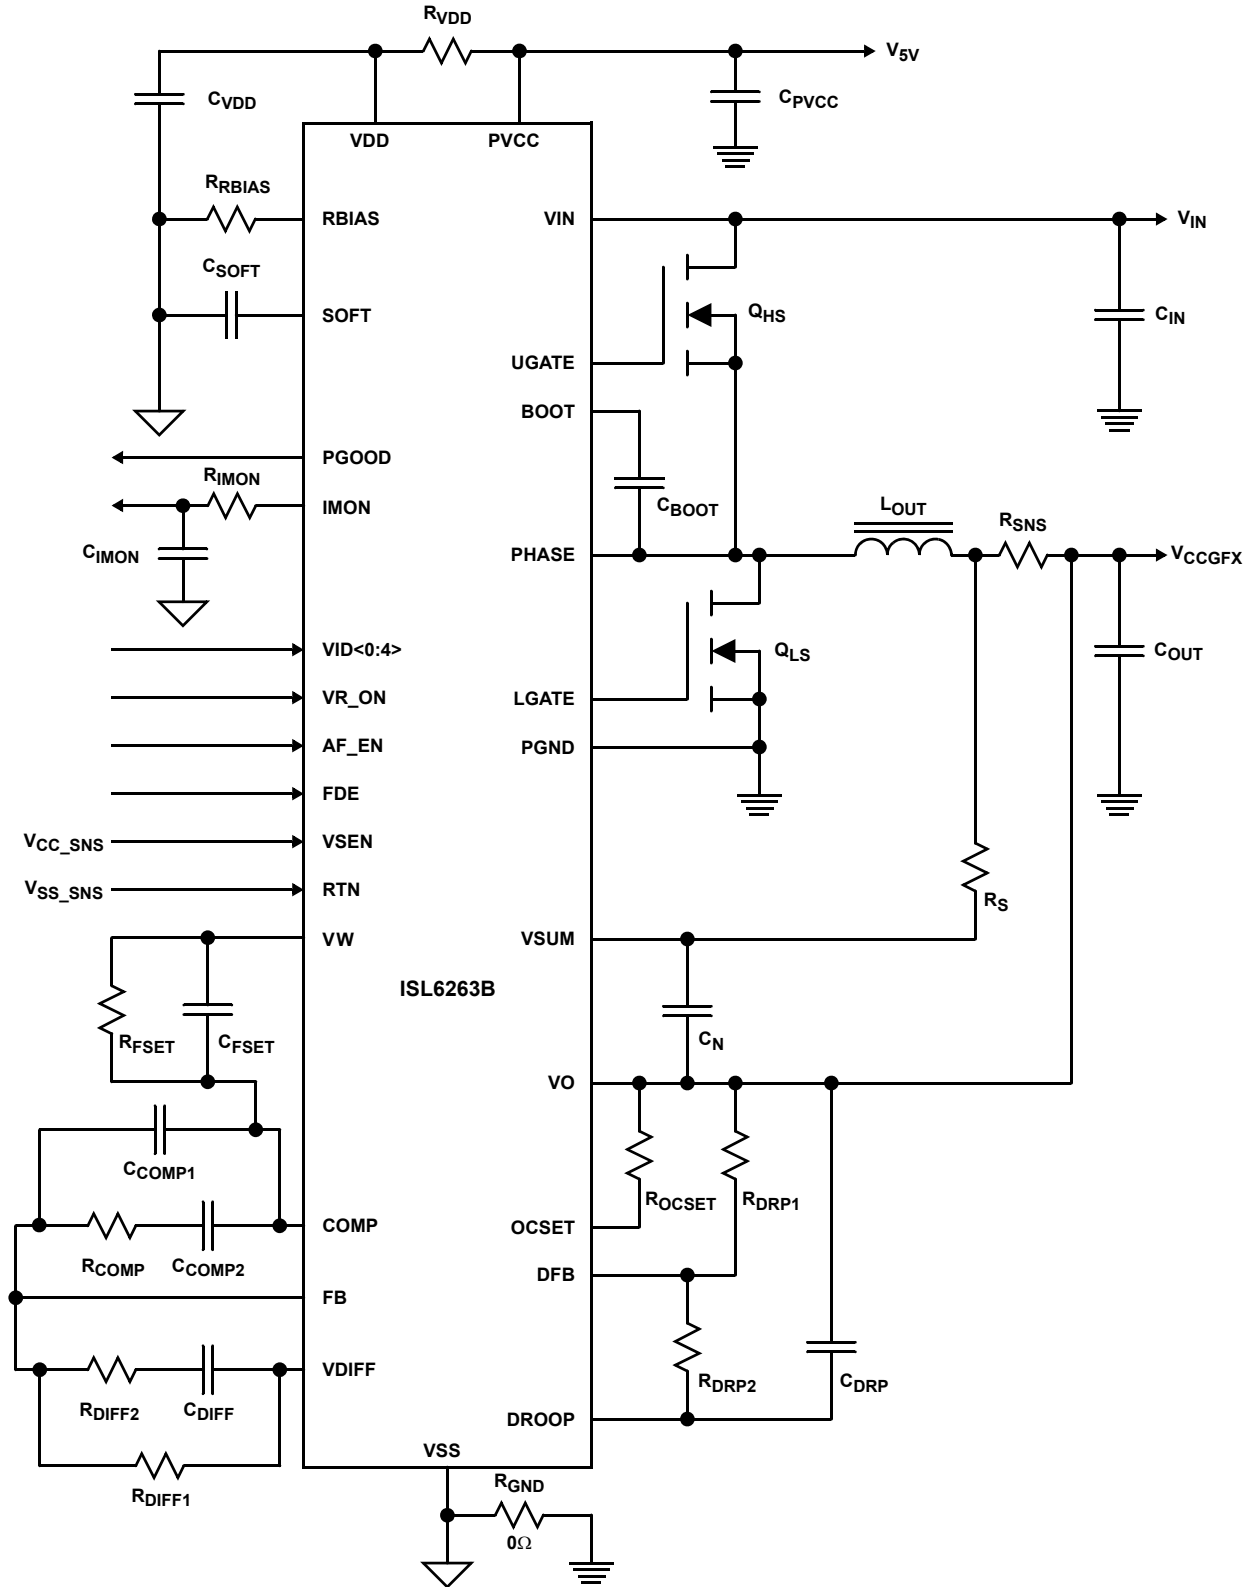 RVDD
V5V
CVDD
CPVCC
VDD
PVCC
RRBIAS
RBIAS
VIN
VIN
CSOFT
SOFT
QHS
CIN
UGATE
BOOT
PGOOD
RIMON
IMON
CBOOT
LOUT
RSNS
CIMON
PHASE
VCCGFX
VID<0:4>
QLS
COUT
VR_ON
LGATE
AF_EN
PGND
FDE
VCC_SNS
VSEN
VSS_SNS
RTN
RS
VW
VSUM
ISL6263B
RFSET
CFSET
CN
VO
CCOMP1
ROCSET
RDRP1
COMP
OCSET
RCOMP
CCOMP2
DFB
FB
VDIFF
RDRP2
CDRP
RDIFF2
CDIFF
DROOP
VSS
RGND
RDIFF1
0Ω